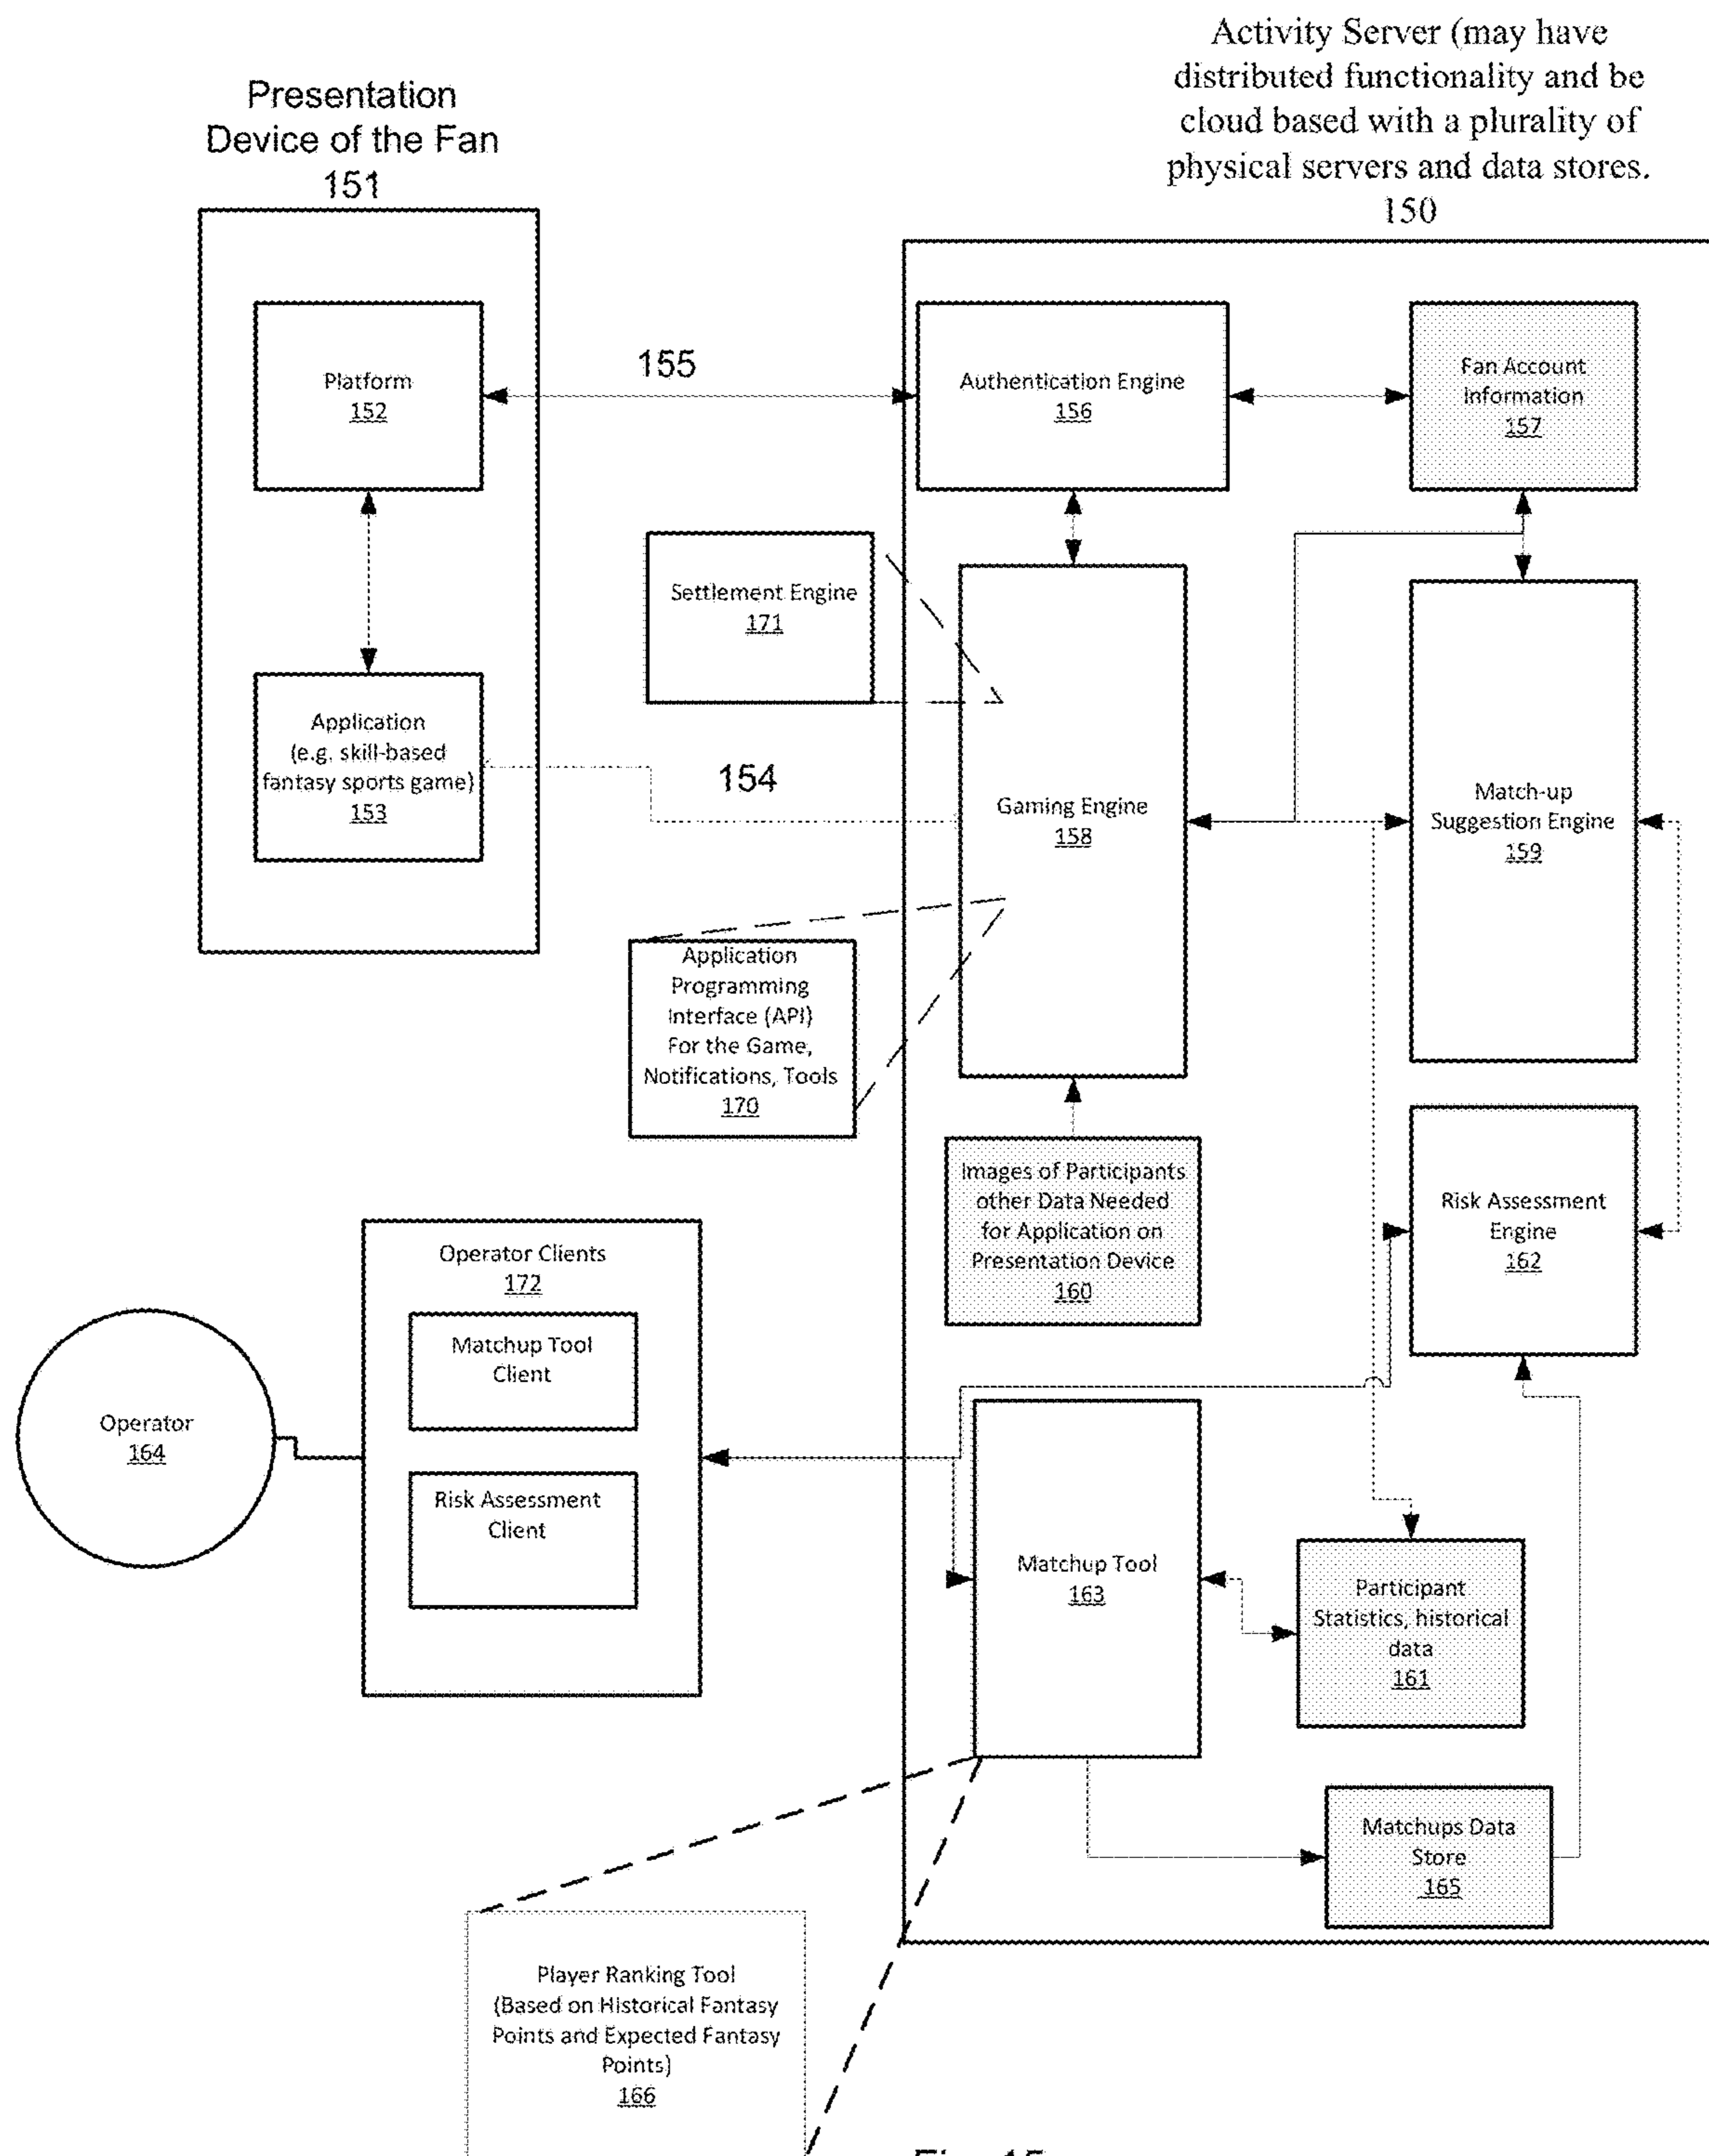 Activity Server (may have
distributed functionality and be
cloud based with a plurality of
physical servers and data stores.
150
Presentation
Device of the Fan
151
Platform
152
155
Authentication Engine
156
Fan Account
Information
157
Settlement Engine
171
Application
(e.g. skill-based
fantasy sports game)
153
154
Gaming Engine
158
Match-up
Suggestion Engine
159
Application
Programming
Interface (API)
For the Game,
Notifications, Tools
170
Images of Participants
other Data Needed
for Application on
Presentation Device
160
Risk Assessment
Engine
162
Operator Clients
172
Matchup Tool
Client
Risk Assessment
Client
Operator
164
Matchup Tool
163
Participant
Statistics, historical
data
161
Matchups Data
Store
165
Player Ranking Tool
(Based on Historical Fantasy
Points and Expected Fantasy
Points)
166